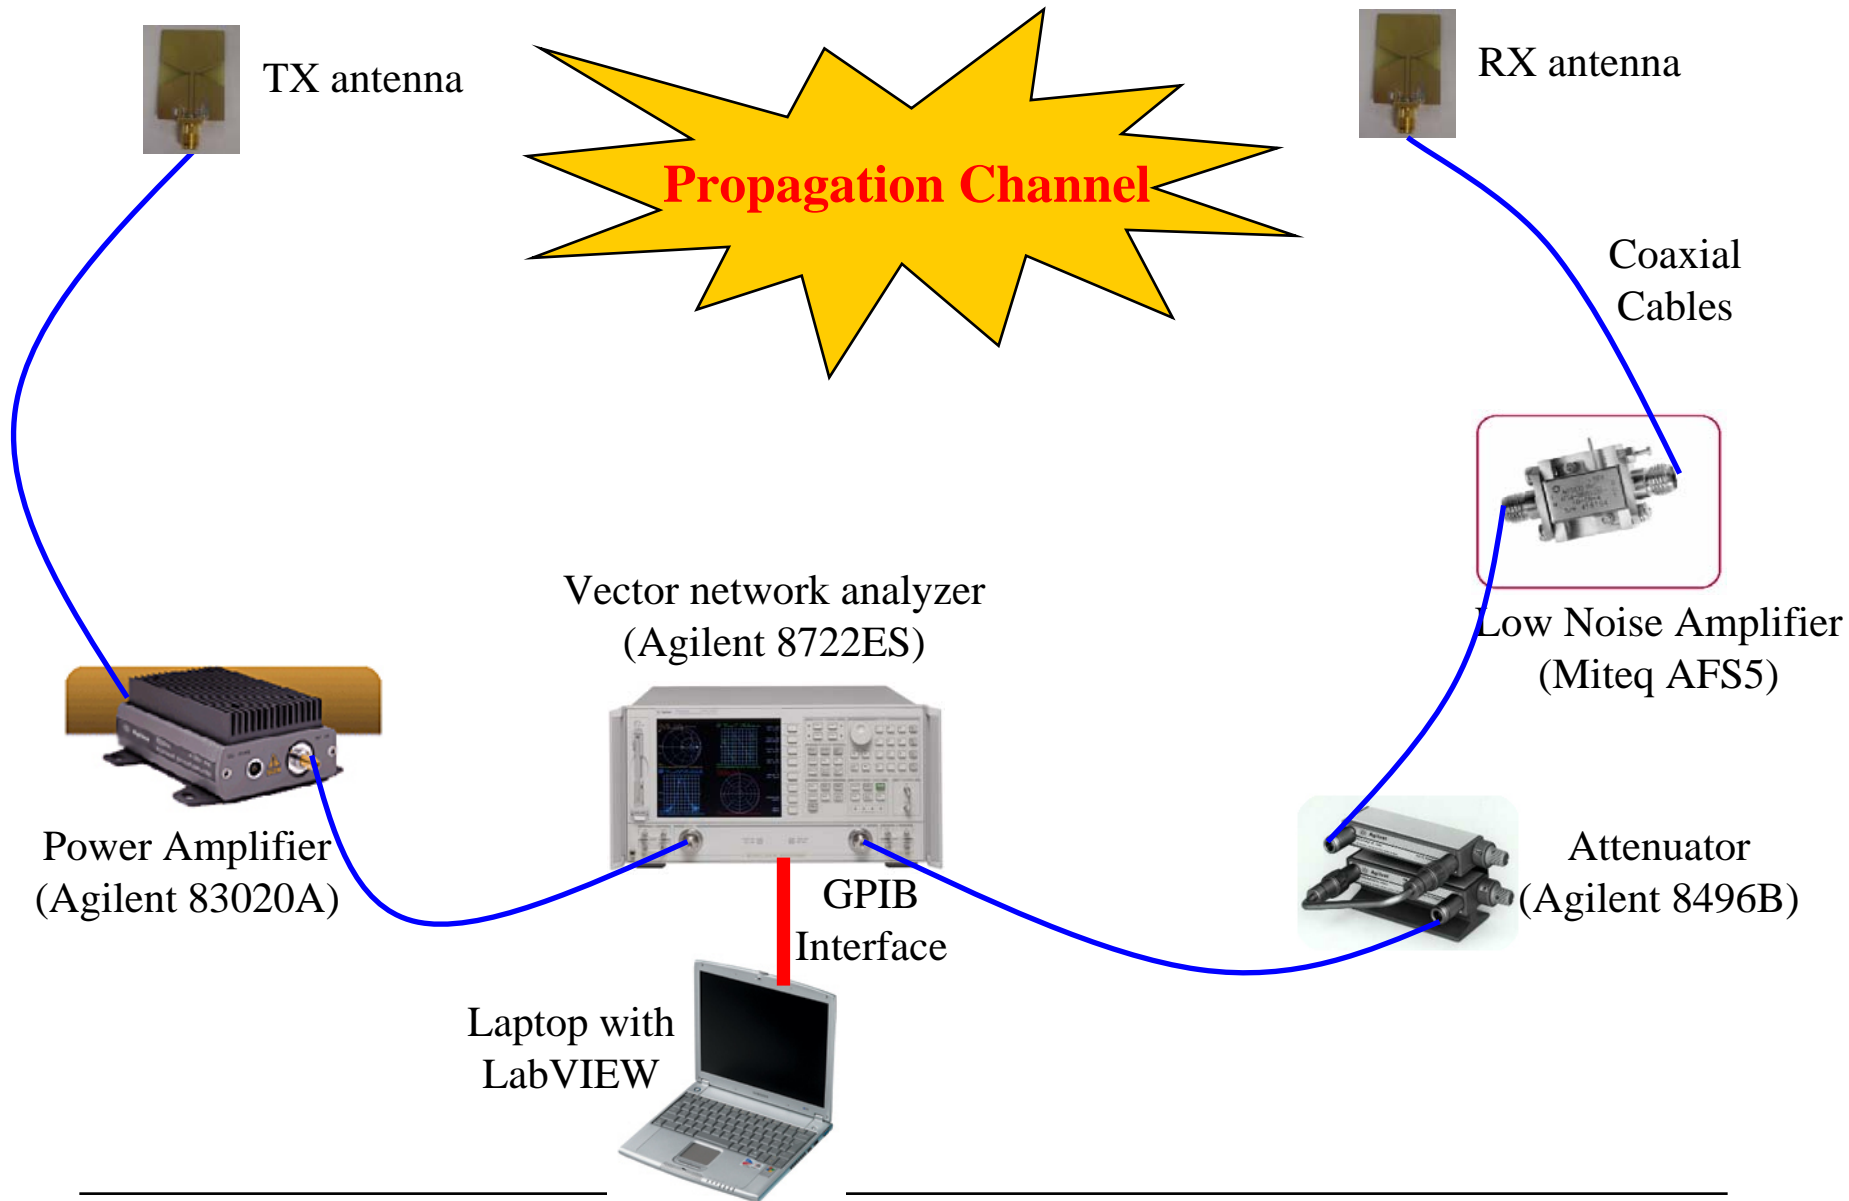 TX antenna
RX antenna
Propagation Channel
Coaxial
Cables
Vector network analyzer
(Agilent 8722ES)
Low Noise Amplifier
(Miteq AFS5)
Power Amplifier
(Agilent 83020A)
GPIB
Interface
Attenuator
(Agilent 8496B)
Laptop with
LabVIEW